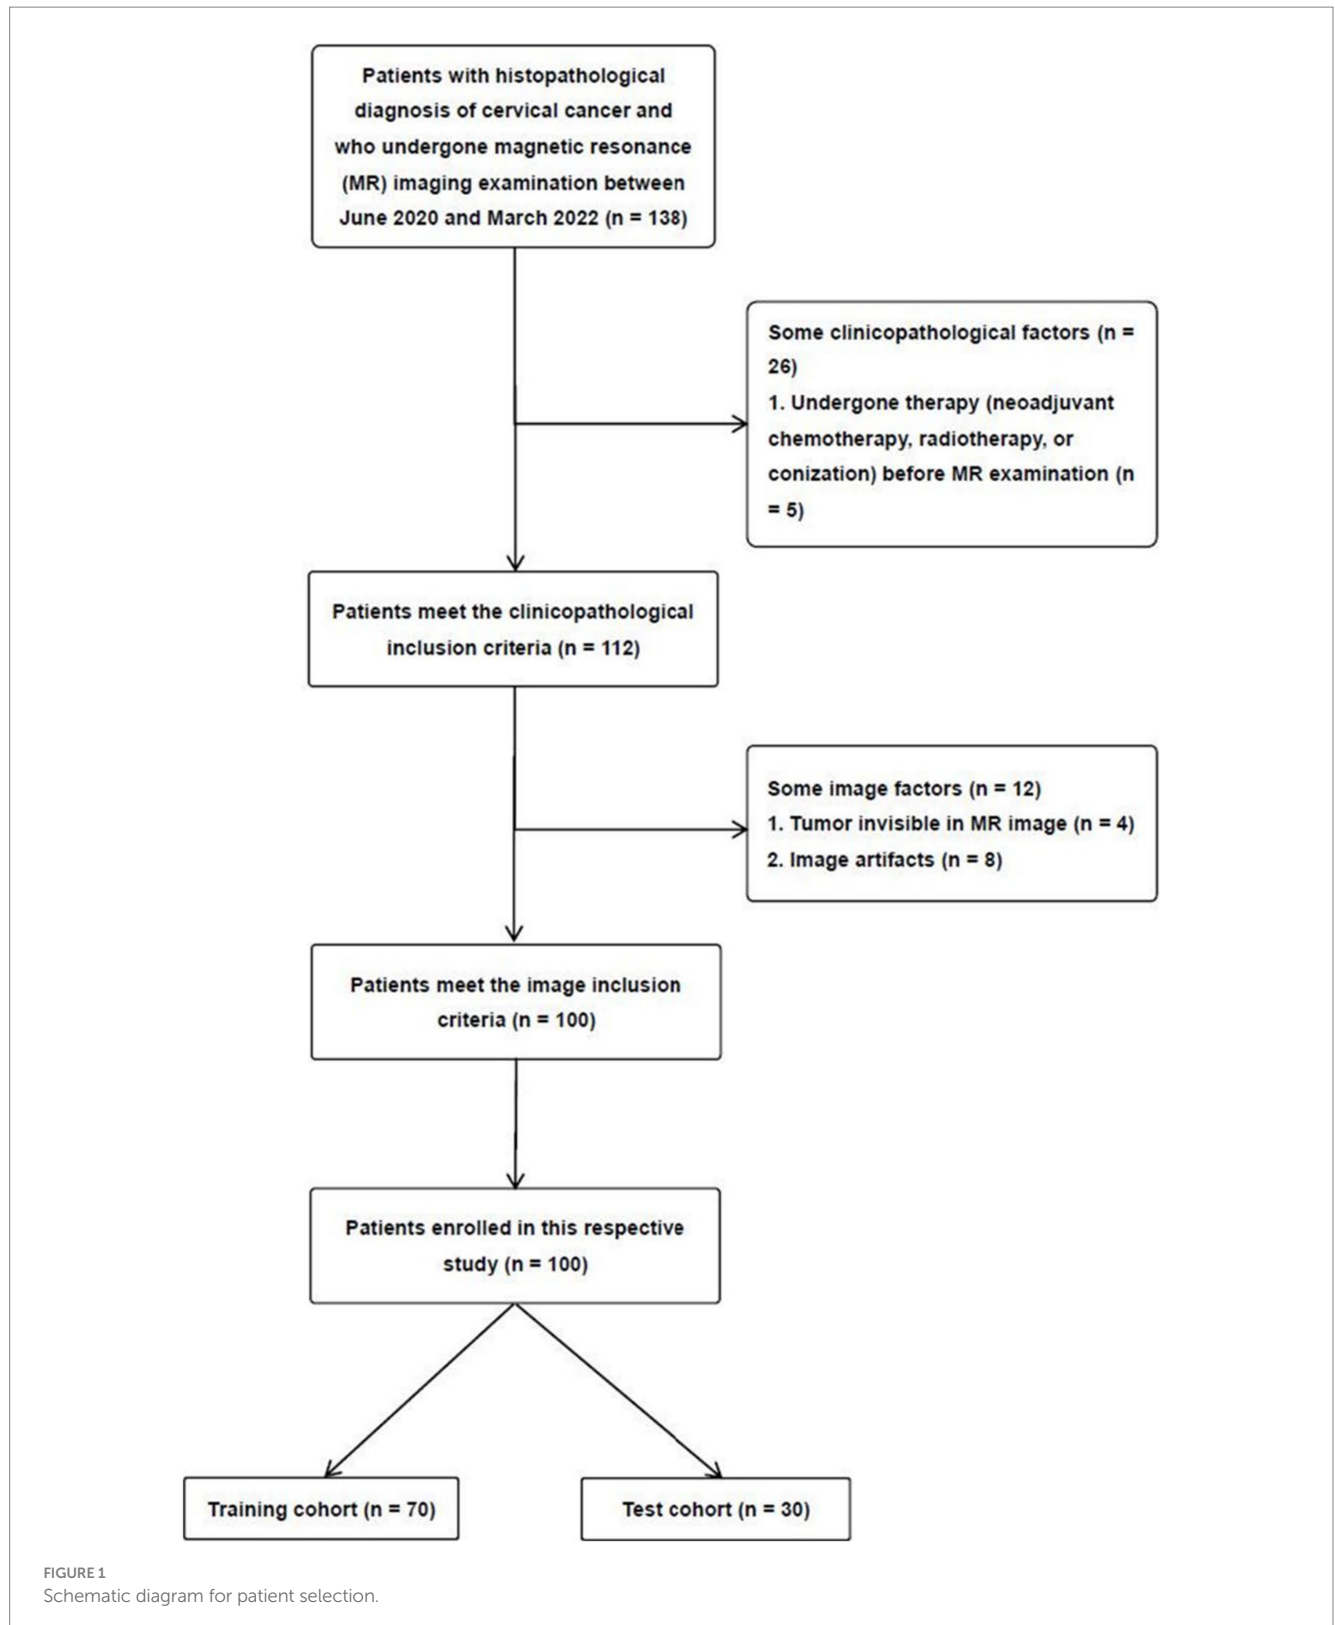 Patients with histopathological
diagnosis of cervical cancer and
who undergone magnetic resonance
(MR) imaging examination between
June 2020 and March 2022 (n = 138)
Some clinicopathological factors (n =
26)
1. Undergone therapy (neoadjuvant
chemotherapy, radiotherapy, or
conization) before MR examination (n
= 5)
Patients meet the clinicopathological
inclusion criteria (n = 112)
Some image factors (n = 12)
1. Tumor invisible in MR image (n = 4)
2. Image artifacts (n = 8)
Patients meet the image inclusion
criteria (n = 100)
Patients enrolled in this respective
study (n = 100)
Training cohort (n = 70)
Test cohort (n = 30)
FIGURE 1
Schematic diagram for patient selection.